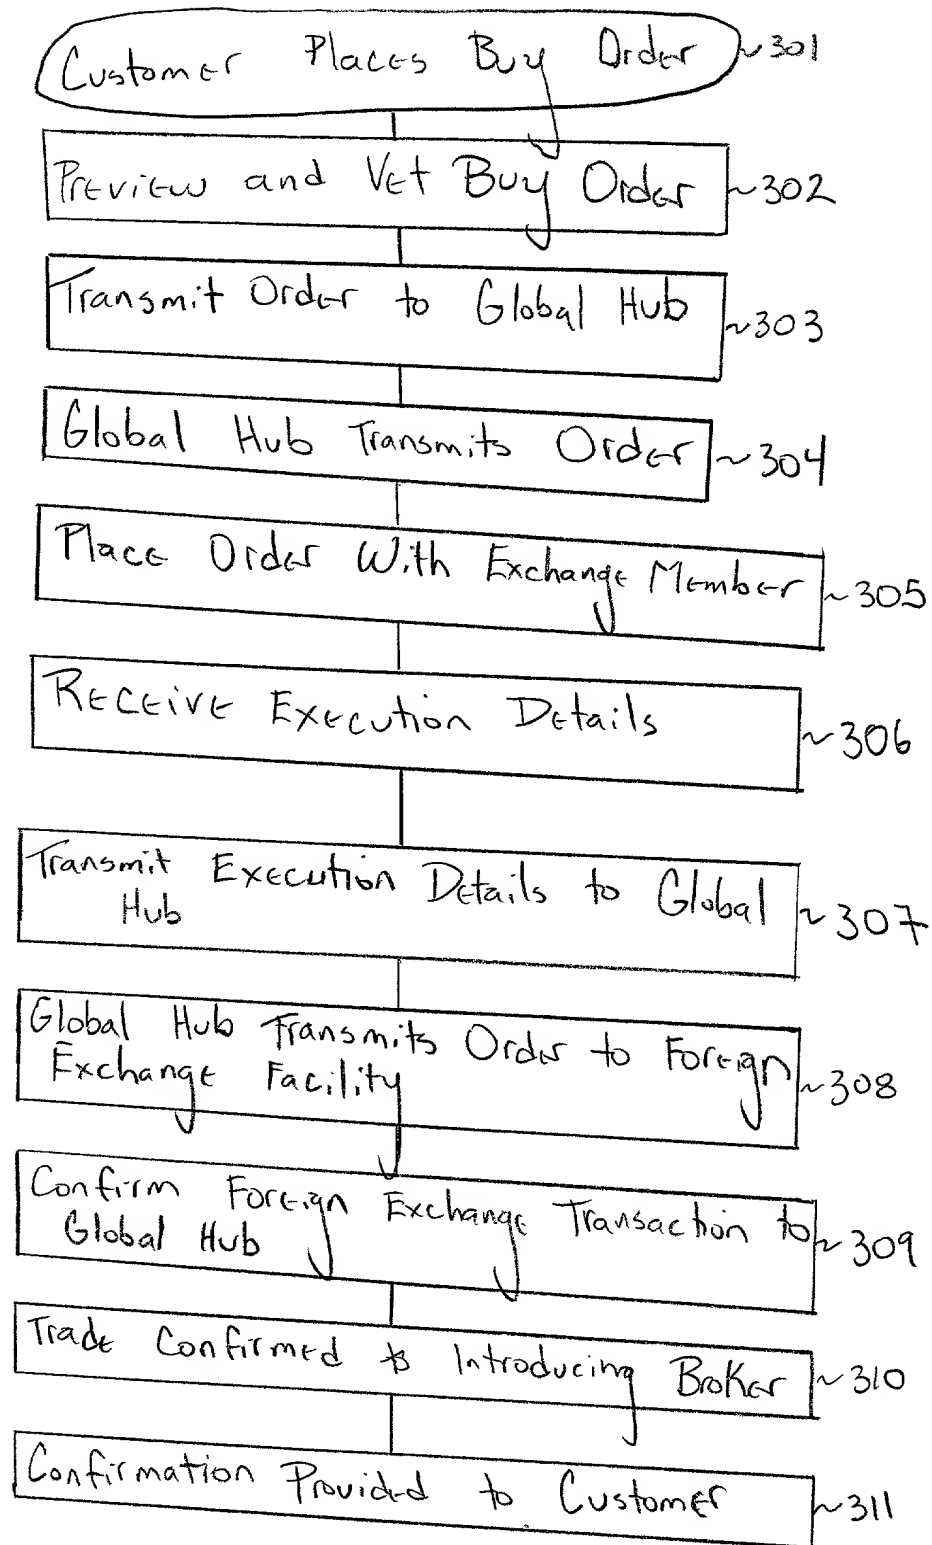 Customer Places Buy Order ~301
Preview and Vet Buy Order ~302
Transmit Order to Global Hub ~303
Global Hub Transmits Order ~304
Place Order With Exchange Member ~305
Receive Execution Details ~306
Transmit Execution Details to Global
Hub ~307
Global Hub Transmits Order to Foreign
Exchange Facility ~308
Confirm Foreign Exchange Transaction to
Global Hub ~309
Trade Confirmed to Introducing Broker ~310
Confirmation Provided to Customer ~311